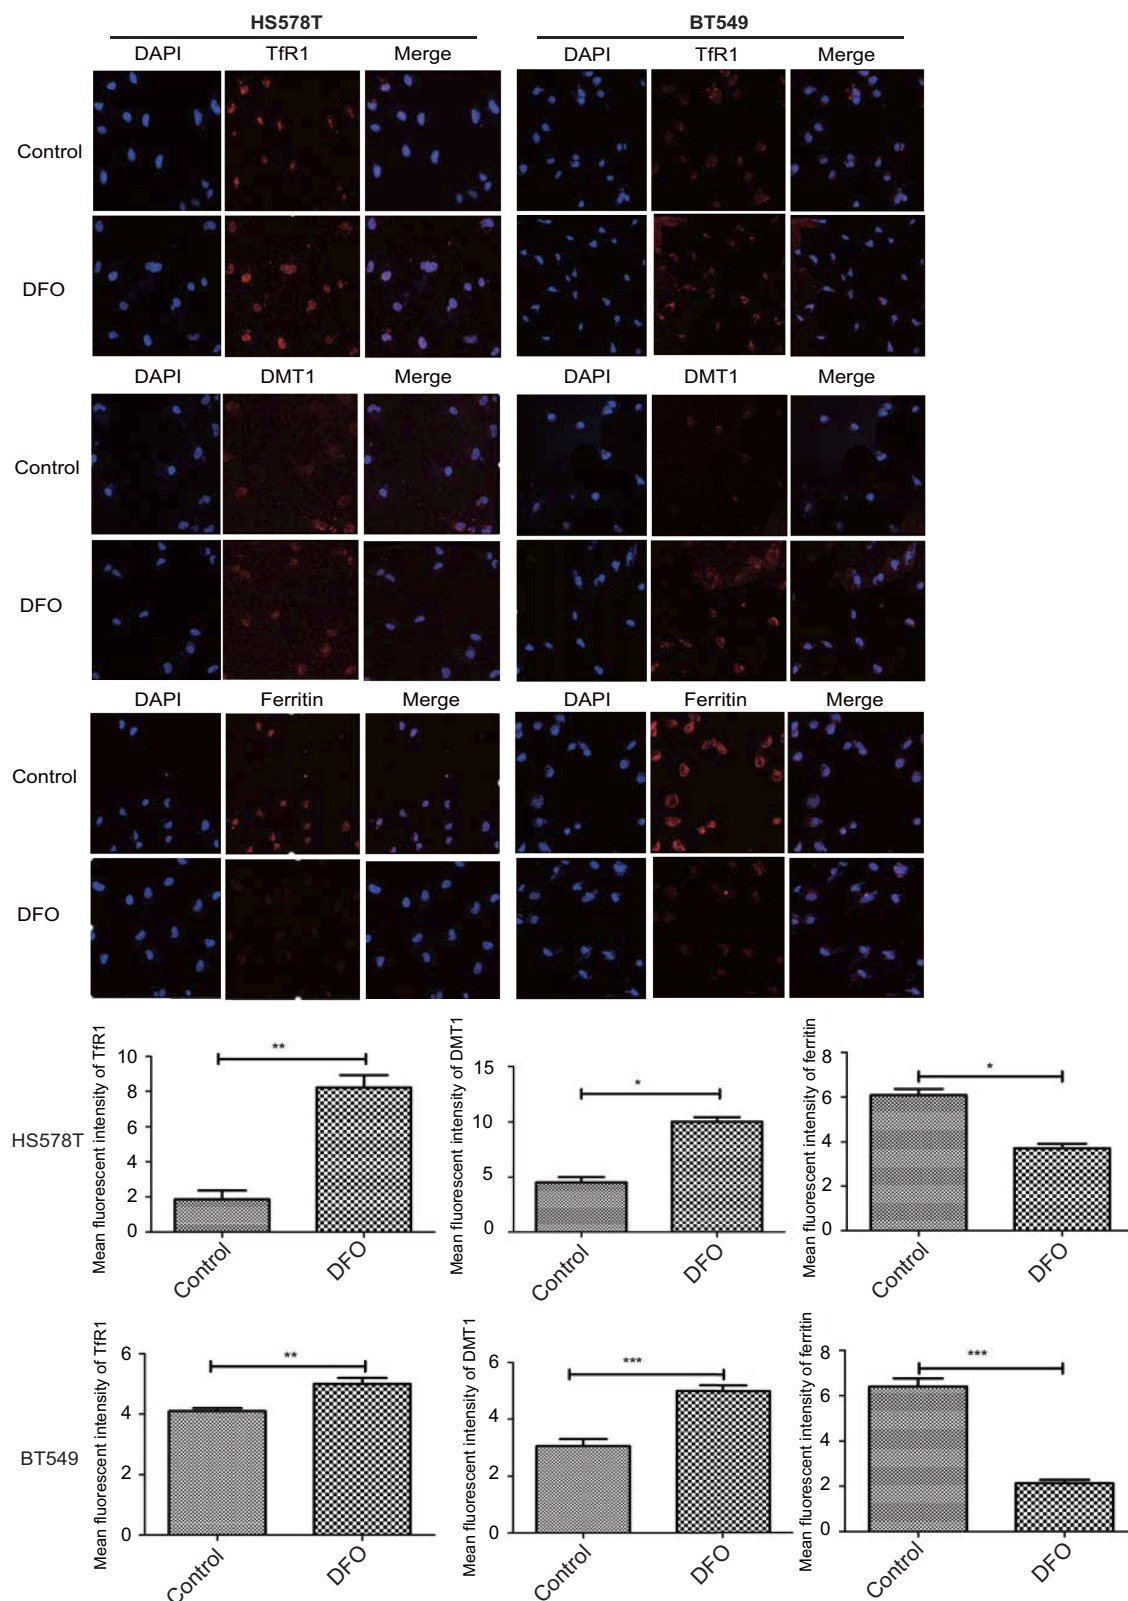 HS578T BT549
DAPI TfR1 Merge DAPI TfR1 Merge
Control
DFO
DAPI DMT1 Merge DAPI DMT1 Merge
Control
DFO
DAPI Ferritin Merge DAPI Ferritin Merge
Control
DFO
HS578T
Mean fluorescent intensity of TfR1
10
8
6
4
2
0
**
Control DFO
Mean fluorescent intensity of DMT1
15
10
5
0
*
Control DFO
Mean fluorescent intensity of ferritin
8
6
4
2
0
*
Control DFO
BT549
Mean fluorescent intensity of TfR1
6
4
2
0
**
Control DFO
Mean fluorescent intensity of DMT1
6
4
2
0
***
Control DFO
Mean fluorescent intensity of ferritin
8
6
4
2
0
***
Control DFO